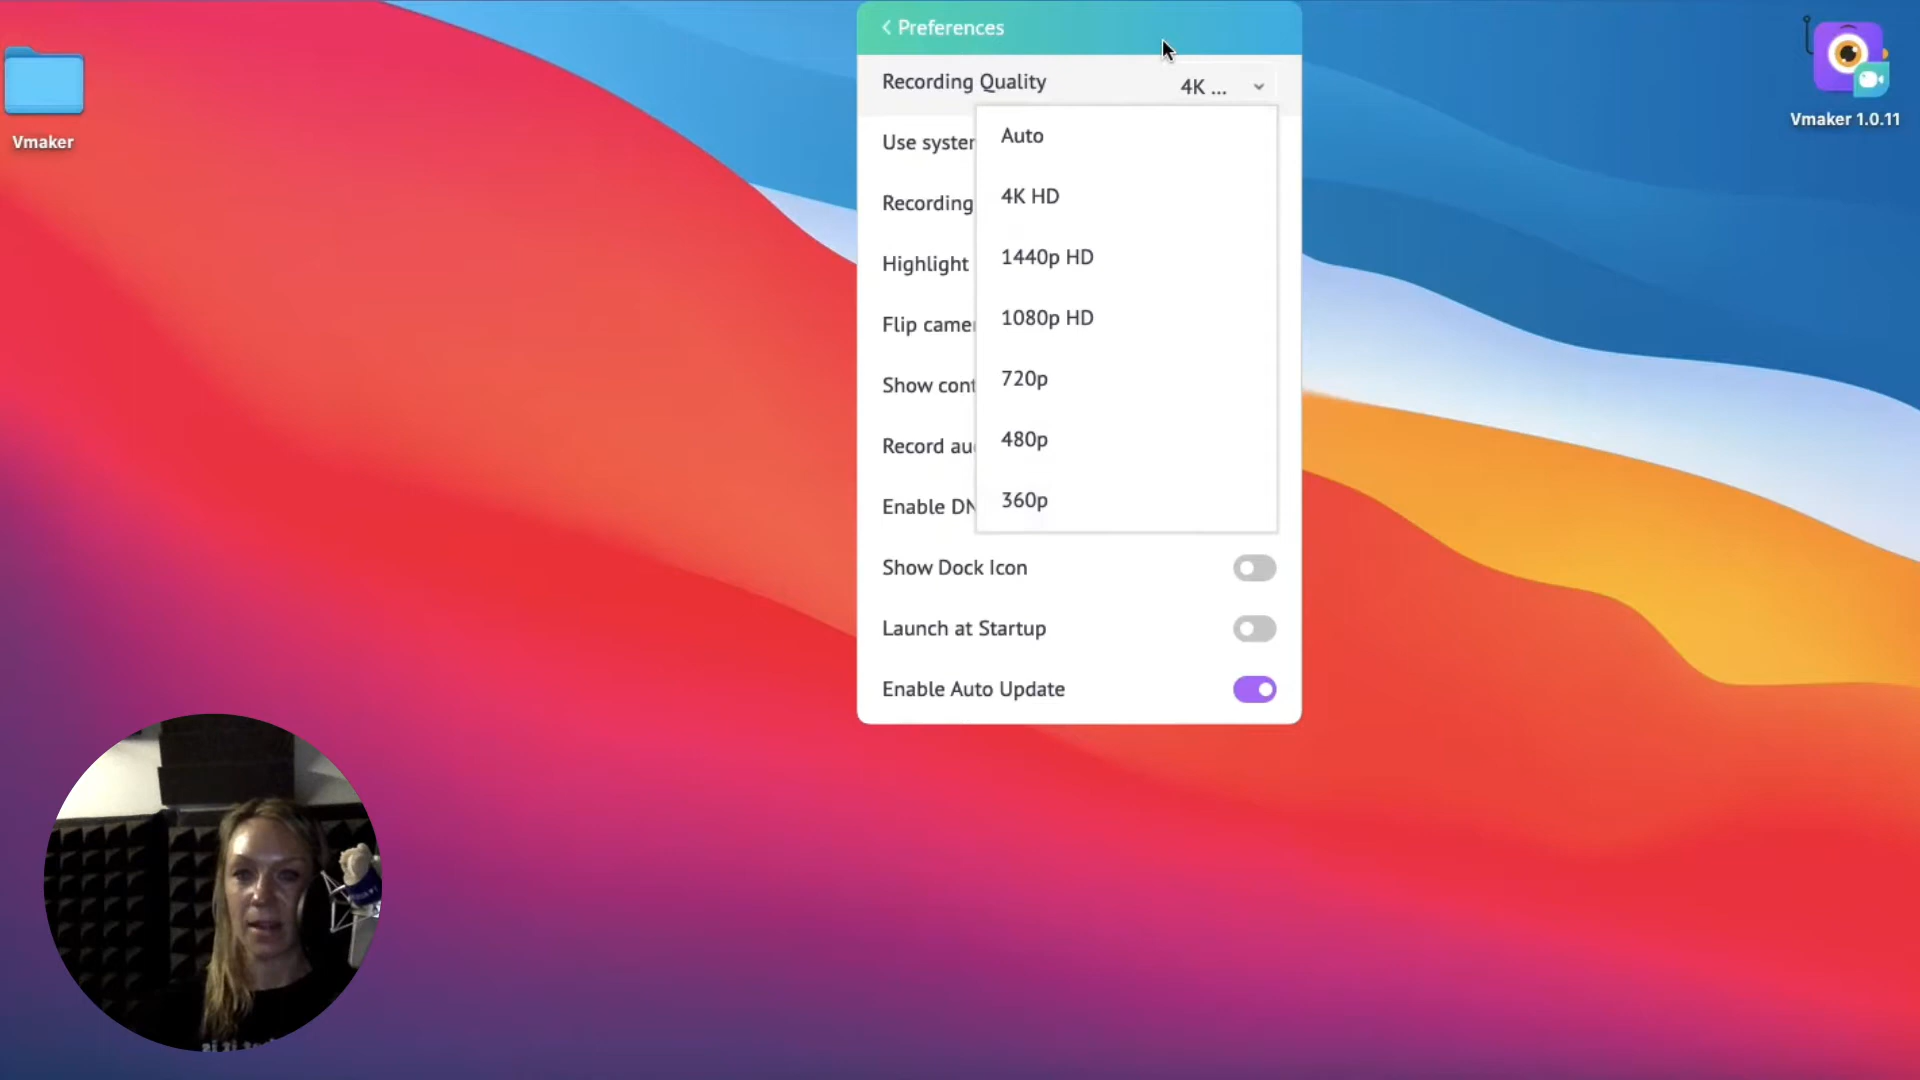 Preferences
Recording Quality
4K ...
Auto
Use system
4K HD
Recording
1440p HD
Highlight
1080p HD
Flip camer
720p
Show cont
480p
Record au
360p
Enable DN
Show Dock Icon
Launch at Startup
Enable Auto Update
Vmaker
Vmaker 1.0.11